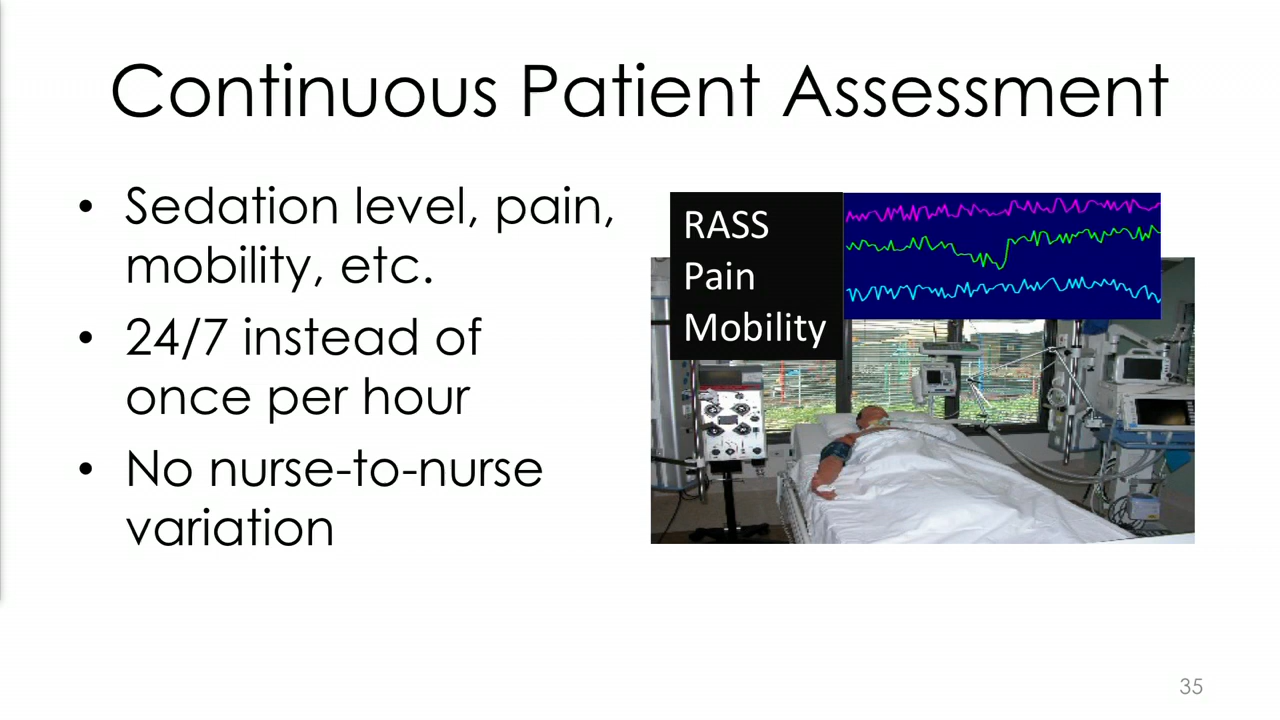 Continuous Patient Assessment
• Sedation level, pain,
mobility, etc.
• 24/7 instead of
once per hour
• No nurse-to-nurse
variation
RASS
Pain
Mobility
35